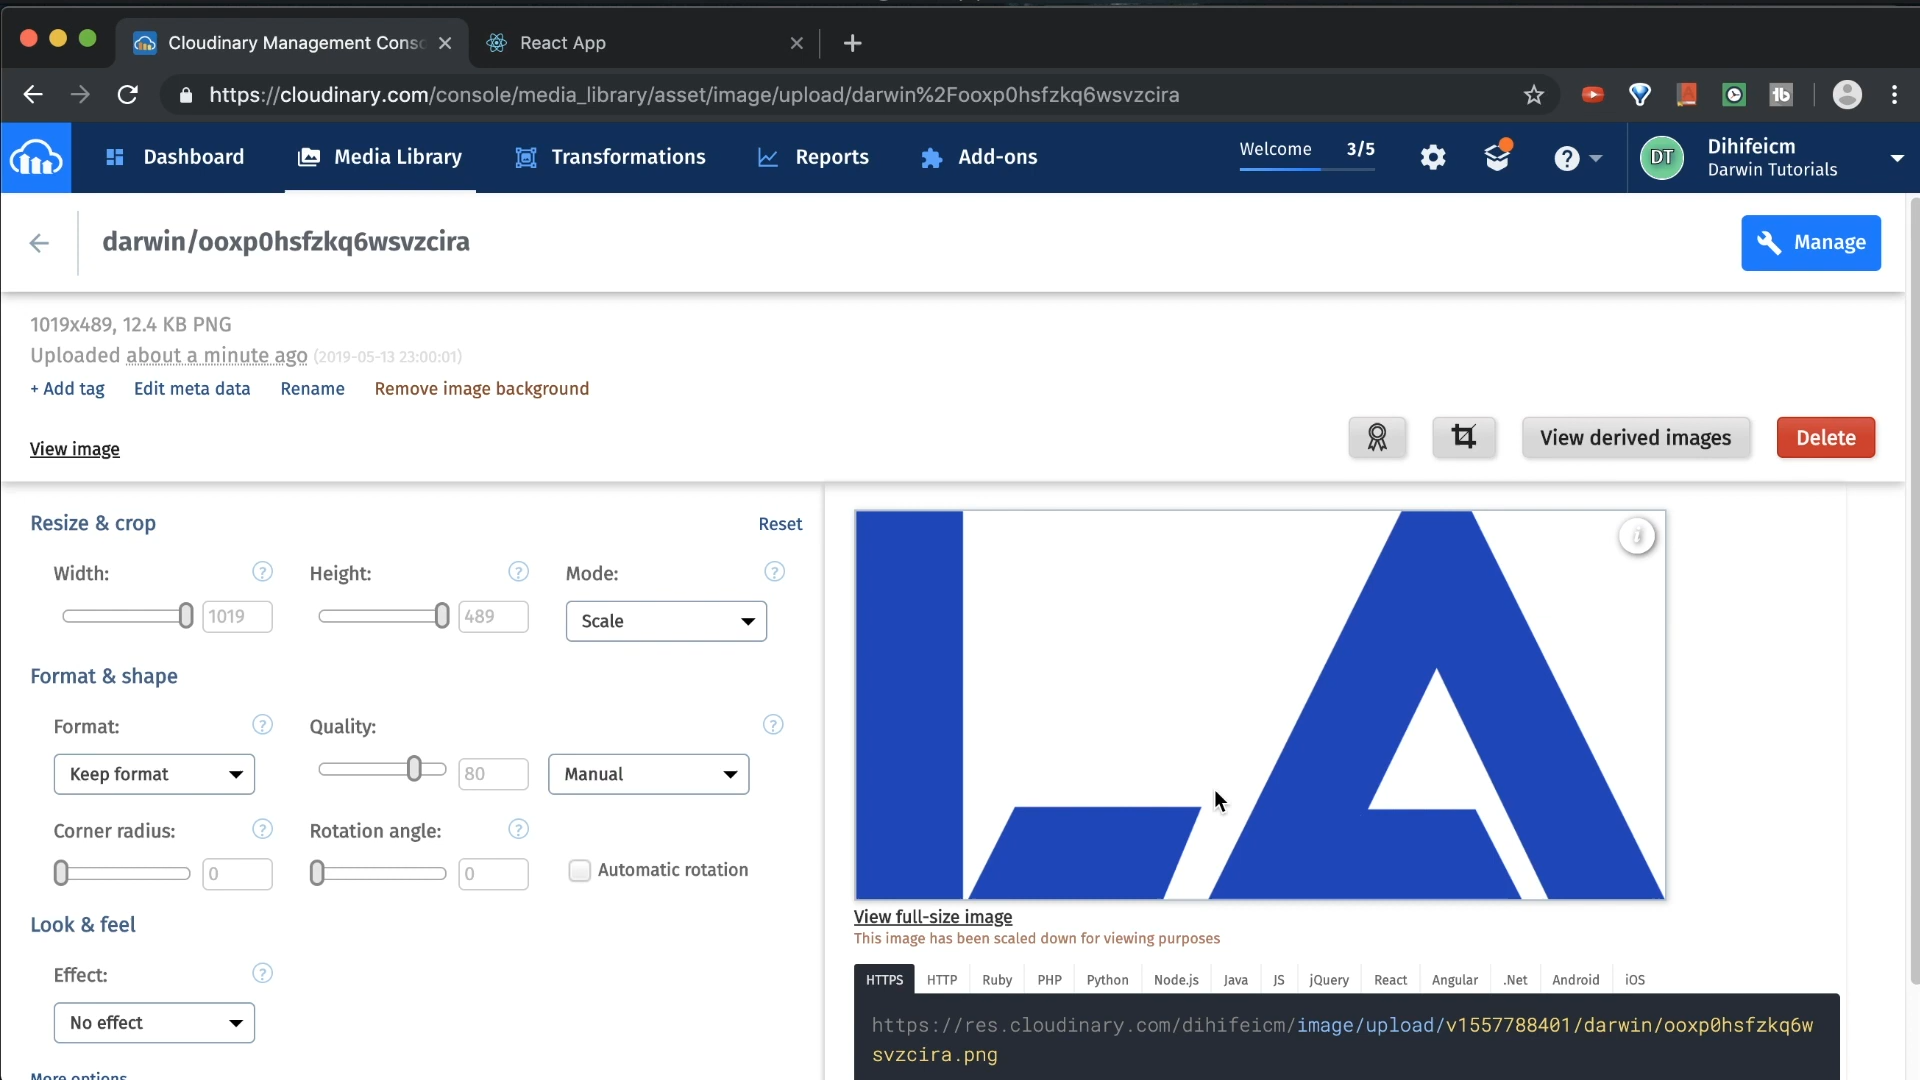 Cloudinary Management Conso
React App
https://cloudinary.com/console/media_library/asset/image/upload/darwin%2Fooxp0hsfzkq6wsvzcira
Dashboard
Media Library
Transformations
Reports
Add-ons
Welcome 3/5
DT
Dihifeicm
Darwin Tutorials
darwin/ooxp0hsfzkq6wsvzcira
Manage
1019x489, 12.4 KB PNG
Uploaded about a minute ago (2019-05-13 23:00:01)
+ Add tag
Edit meta data
Rename
Remove image background
View image
View derived images
Delete
Resize & crop
Reset
Width: ?
Height: ?
Mode: ?
1019
489
Scale
Format & shape
Format: ?
Quality: ?
Keep format
80
Manual
Corner radius: ?
Rotation angle: ?
0
0
Automatic rotation
Look & feel
Effect: ?
No effect
More options
i
View full-size image
This image has been scaled down for viewing purposes
HTTPS HTTP Ruby PHP Python Node.js Java JS jQuery React Angular .Net Android iOS
https://res.cloudinary.com/dihifeicm/image/upload/v1557788401/darwin/ooxp0hsfzkq6w
svzcira.png